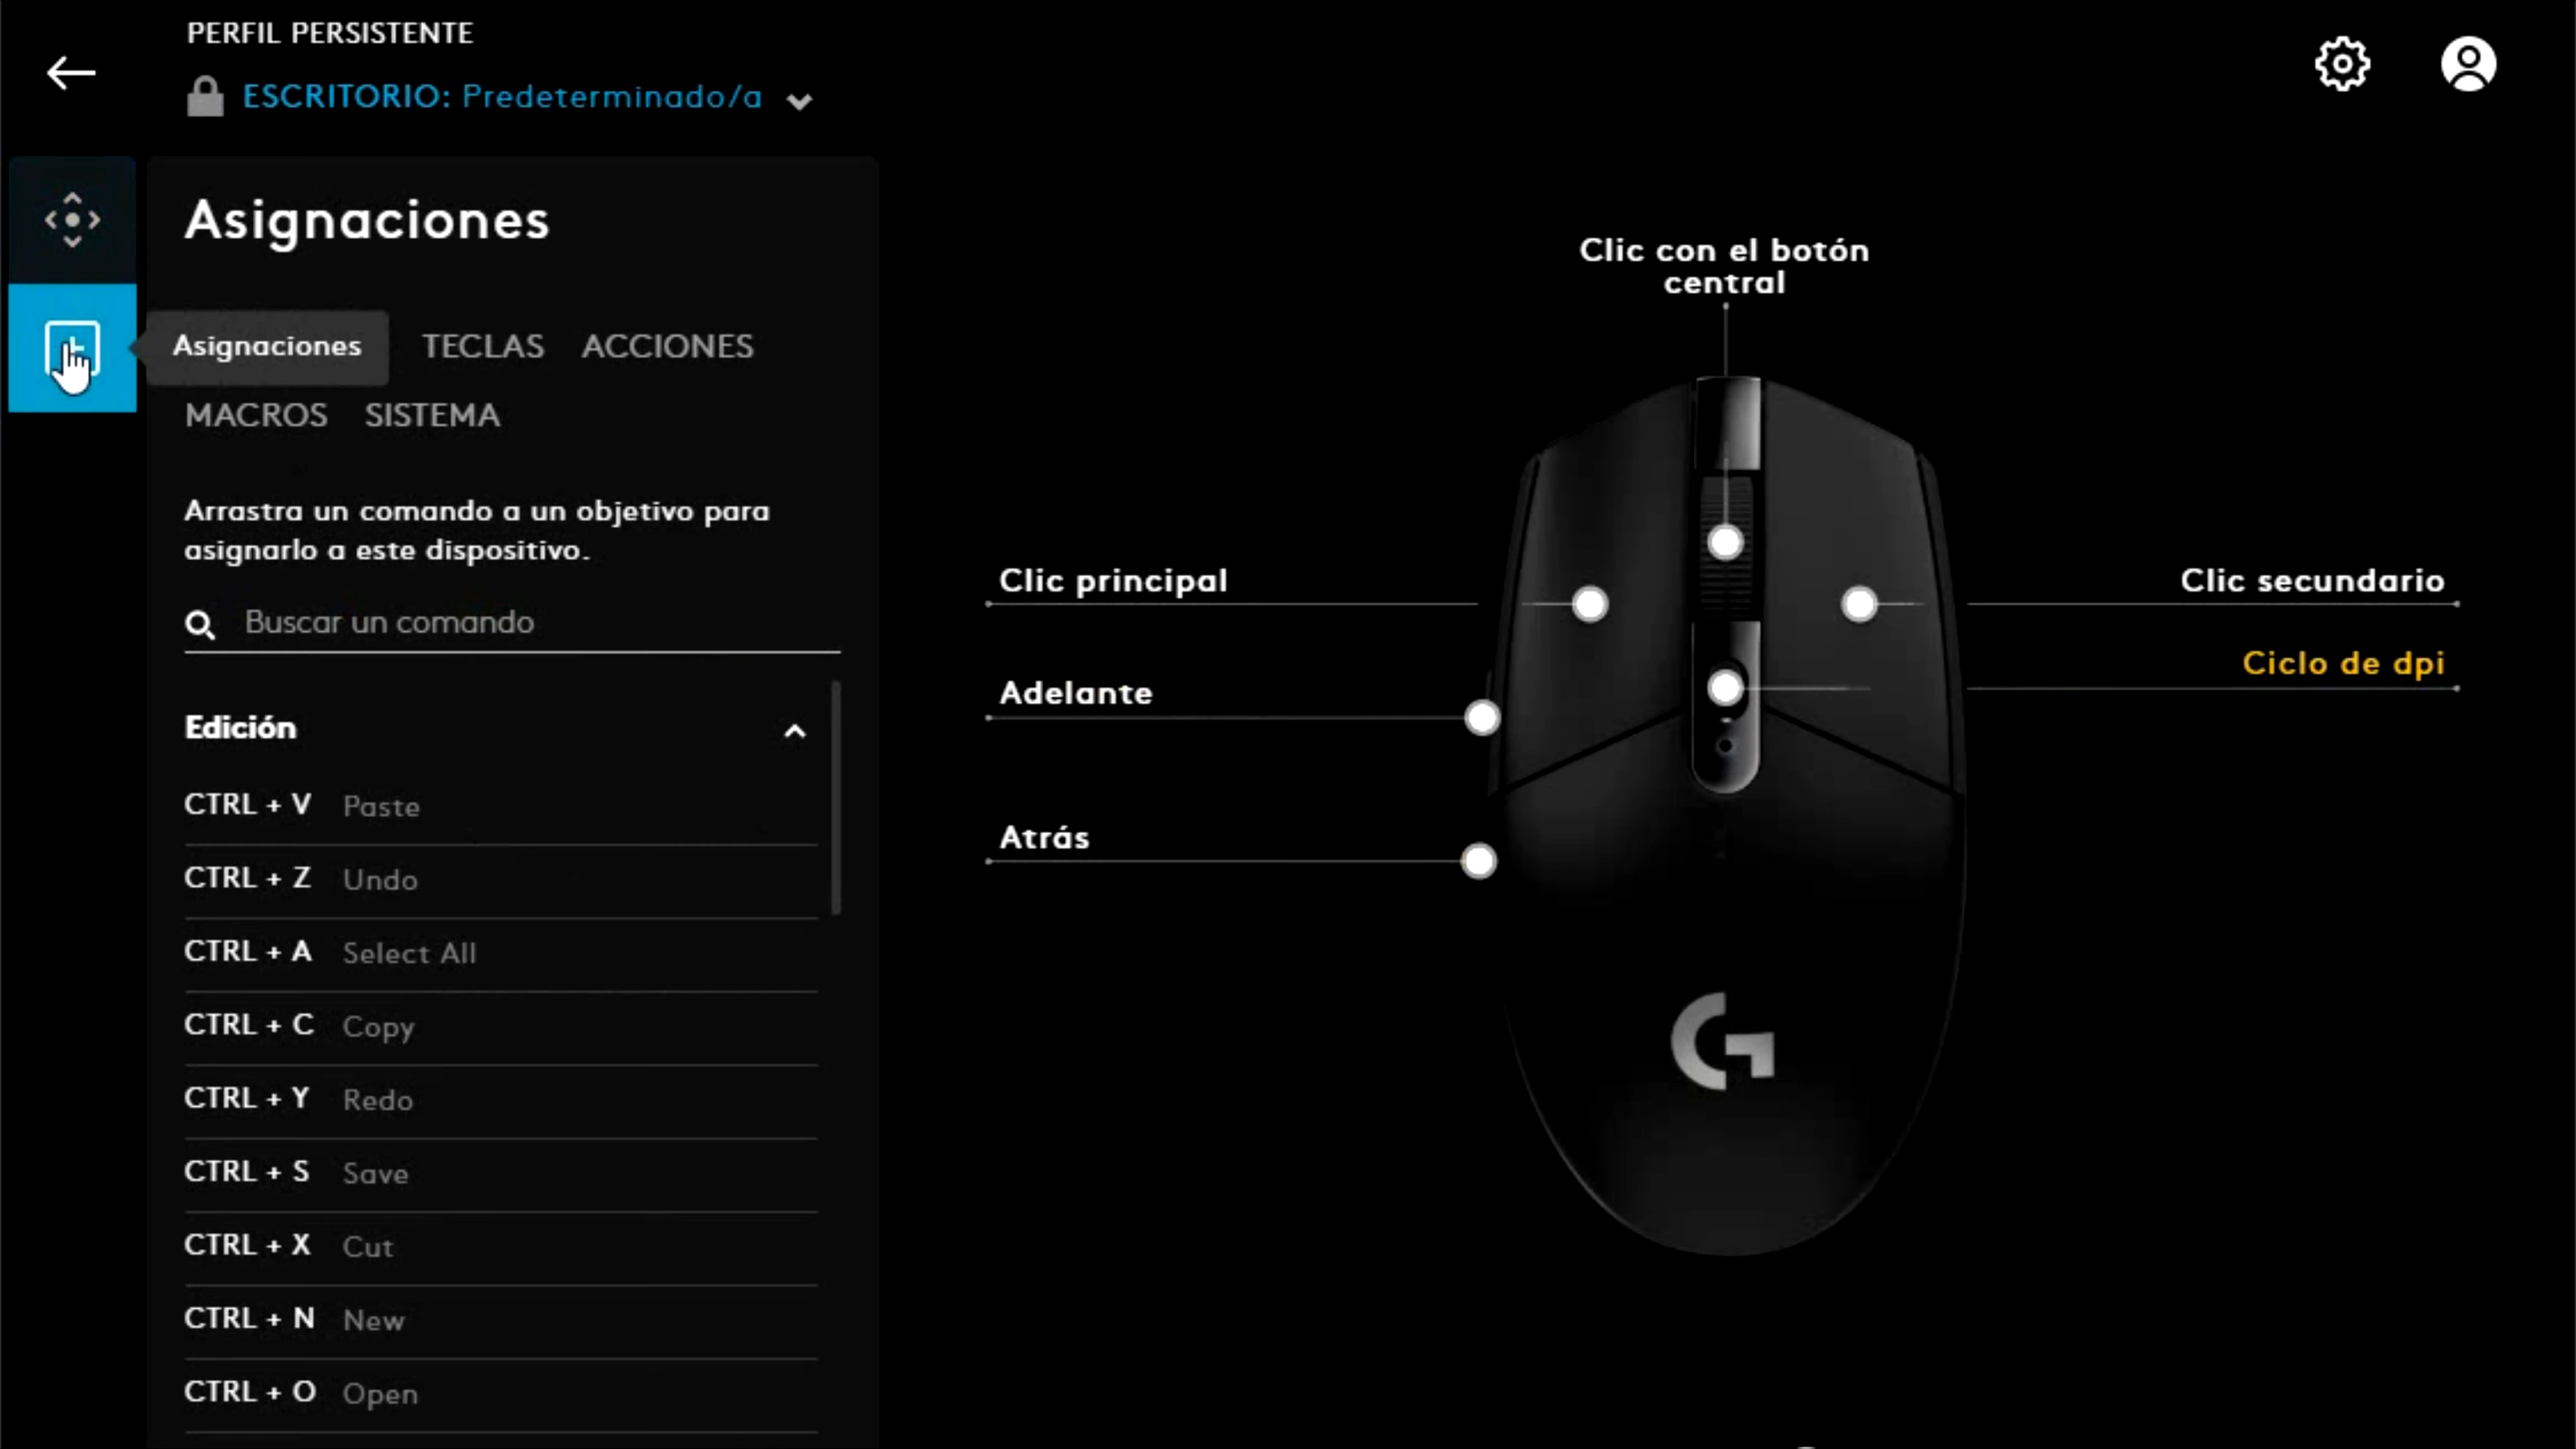 PERFIL PERSISTENTE
ESCRITORIO: Predeterminado/a
Asignaciones
Asignaciones
TECLAS
ACCIONES
MACROS
SISTEMA
Arrastra un comando a un objetivo para
asignarlo a este dispositivo.
Buscar un comando
Edición
CTRL + V Paste
CTRL + Z Undo
CTRL + A Select All
CTRL + C Copy
CTRL + Y Redo
CTRL + S Save
CTRL + X Cut
CTRL + N New
CTRL + O Open
Clic con el botón
central
Clic principal
Clic secundario
Ciclo de dpi
Adelante
Atrás
G